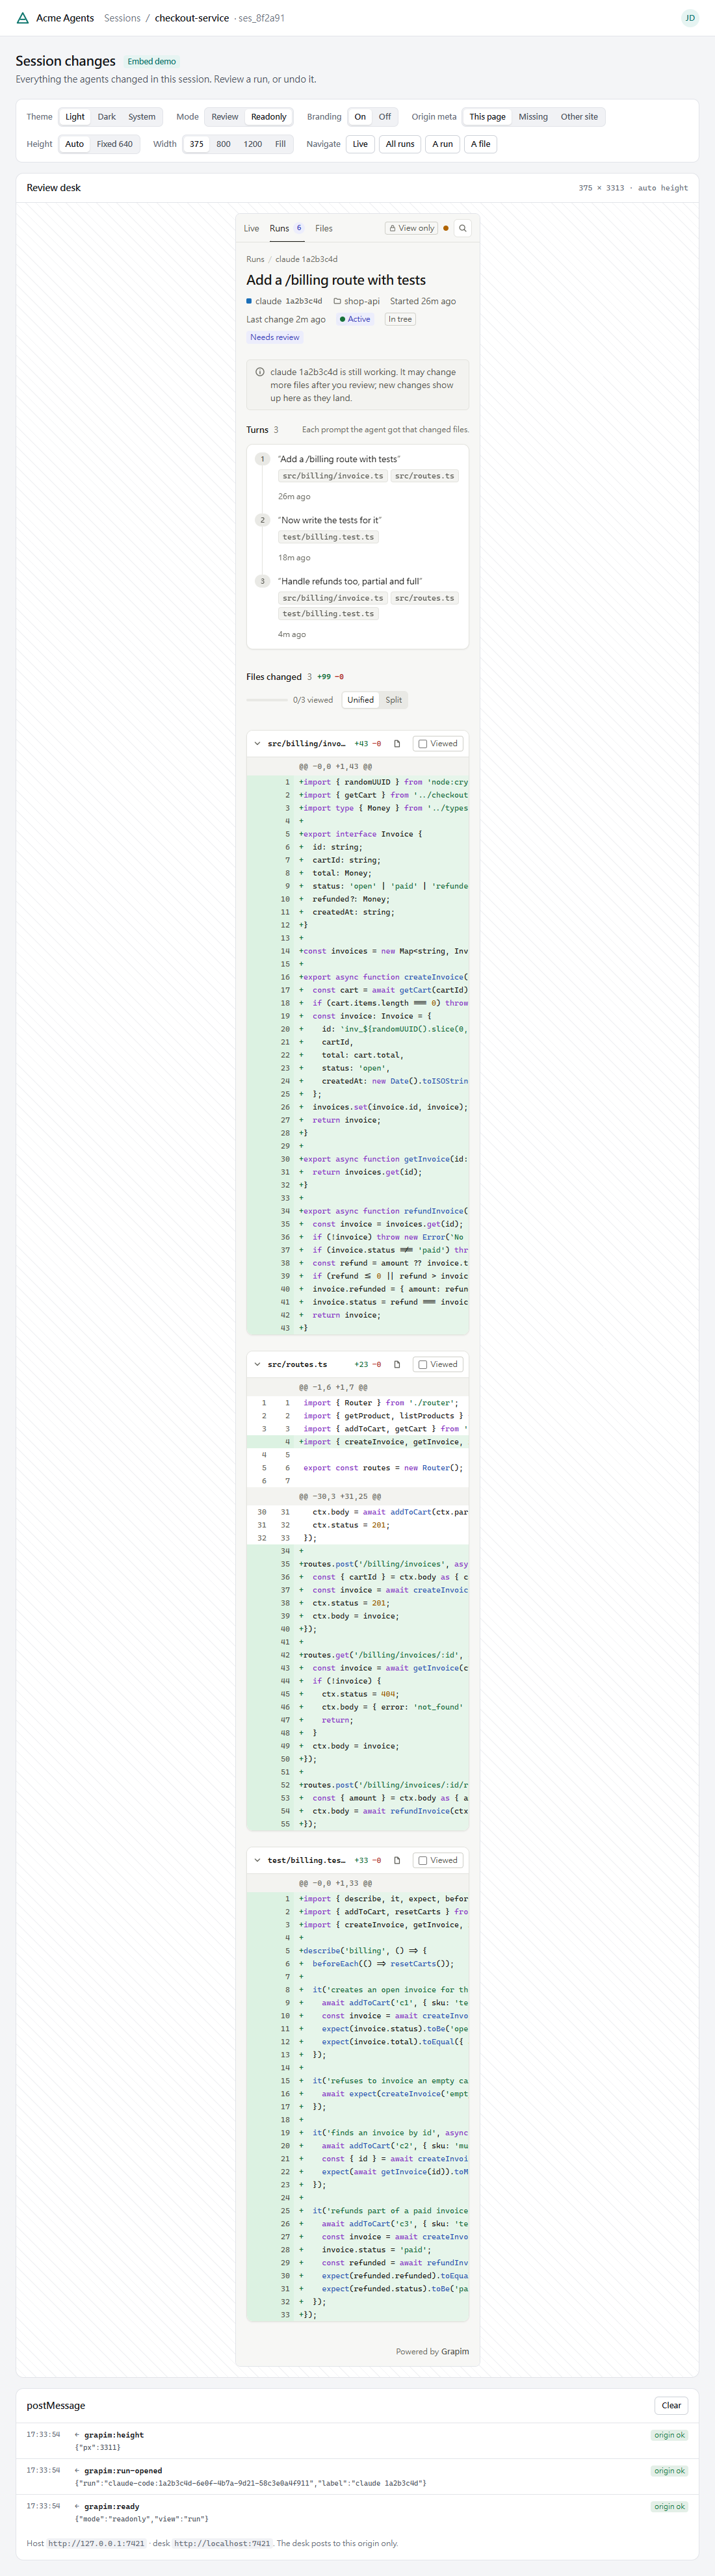 Acme Agents Sessions / checkout-service · ses_8f2a91 JD
Session changes Embed demo
Everything the agents changed in this session. Review a run, or undo it.
Theme Light Dark System Mode Review Readonly Branding On Off Origin meta This page Missing Other site
Height Auto Fixed 640 Width 375 800 1200 Fill Navigate Live All runs A run A file
Review desk 375 × 3313 · auto height
Live Runs 6 Files View only
Runs / claude 1a2b3c4d
Add a /billing route with tests
claude 1a2b3c4d shop-api Started 26m ago
Last change 2m ago Active In tree
Needs review
claude 1a2b3c4d is still working. It may change
more files after you review; new changes show
up here as they land.
Turns 3 Each prompt the agent got that changed files.
1 “Add a /billing route with tests”
src/billing/invoice.ts src/routes.ts
26m ago
2 “Now write the tests for it”
test/billing.test.ts
18m ago
3 “Handle refunds too, partial and full”
src/billing/invoice.ts src/routes.ts
test/billing.test.ts
4m ago
Files changed 3 +99 −0
0/3 viewed Unified Split
src/billing/invo… +43 −0 Viewed
@@ −0,0 +1,43 @@
1 +import { randomUUID } from 'node:cry
2 +import { getCart } from '../checkout
3 +import type { Money } from '../types
4 +
5 +export interface Invoice {
6 + id: string;
7 + cartId: string;
8 + total: Money;
9 + status: 'open' | 'paid' | 'refunde
10 + refunded?: Money;
11 + createdAt: string;
12 +}
13 +
14 +const invoices = new Map<string, Inv
15 +
16 +export async function createInvoice(
17 + const cart = await getCart(cartId)
18 + if (cart.items.length === 0) throw
19 + const invoice: Invoice = {
20 + id: 'inv_${randomUUID().slice(0,
21 + cartId,
22 + total: cart.total,
23 + status: 'open',
24 + createdAt: new Date().toISOStrin
25 + };
26 + invoices.set(invoice.id, invoice);
27 + return invoice;
28 +}
29 +
30 +export async function getInvoice(id:
31 + return invoices.get(id);
32 +}
33 +
34 +export async function refundInvoice(
35 + const invoice = invoices.get(id);
36 + if (!invoice) throw new Error('No
37 + if (invoice.status !== 'paid') thr
38 + const refund = amount ?? invoice.t
39 + if (refund <= 0 || refund > invoic
40 + invoice.refunded = { amount: refun
41 + invoice.status = refund === invoic
42 + return invoice;
43 +}
src/routes.ts +23 −0 Viewed
@@ −1,6 +1,7 @@
1 1 import { Router } from './router';
2 2 import { getProduct, listProducts }
3 3 import { addToCart, getCart } from '
4 +import { createInvoice, getInvoice,
4 5
5 6 export const routes = new Router();
6 7
@@ −30,3 +31,25 @@
30 31 ctx.body = await addToCart(ctx.par
31 32 ctx.status = 201;
32 33 });
34 +
35 +routes.post('/billing/invoices', asy
36 + const { cartId } = ctx.body as { c
37 + const invoice = await createInvoic
38 + ctx.status = 201;
39 + ctx.body = invoice;
40 +});
41 +
42 +routes.get('/billing/invoices/:id',
43 + const invoice = await getInvoice(c
44 + if (!invoice) {
45 + ctx.status = 404;
46 + ctx.body = { error: 'not_found'
47 + return;
48 + }
49 + ctx.body = invoice;
50 +});
51 +
52 +routes.post('/billing/invoices/:id/r
53 + const { amount } = ctx.body as { a
54 + ctx.body = await refundInvoice(ctx
55 +});
test/billing.tes… +33 −0 Viewed
@@ −0,0 +1,33 @@
1 +import { describe, it, expect, befor
2 +import { addToCart, resetCarts } fro
3 +import { createInvoice, getInvoice,
4 +
5 +describe('billing', () => {
6 + beforeEach(() => resetCarts());
7 +
8 + it('creates an open invoice for th
9 + await addToCart('c1', { sku: 'te
10 + const invoice = await createInvo
11 + expect(invoice.status).toBe('ope
12 + expect(invoice.total).toEqual({
13 + });
14 +
15 + it('refuses to invoice an empty ca
16 + await expect(createInvoice('empt
17 + });
18 +
19 + it('finds an invoice by id', async
20 + await addToCart('c2', { sku: 'mu
21 + const { id } = await createInvoi
22 + expect(await getInvoice(id)).toM
23 + });
24 +
25 + it('refunds part of a paid invoice
26 + await addToCart('c3', { sku: 'te
27 + const invoice = await createInvo
28 + invoice.status = 'paid';
29 + const refunded = await refundInv
30 + expect(refunded.refunded).toEqua
31 + expect(refunded.status).toBe('pa
32 + });
33 +});
Powered by Grapim
postMessage Clear
17:33:54 ← grapim:height origin ok
{"px":3311}
17:33:54 ← grapim:run-opened origin ok
{"run":"claude-code:1a2b3c4d-6e0f-4b7a-9d21-58c3e0a4f911","label":"claude 1a2b3c4d"}
17:33:54 ← grapim:ready origin ok
{"mode":"readonly","view":"run"}
Host http://127.0.0.1:7421 · desk http://localhost:7421. The desk posts to this origin only.